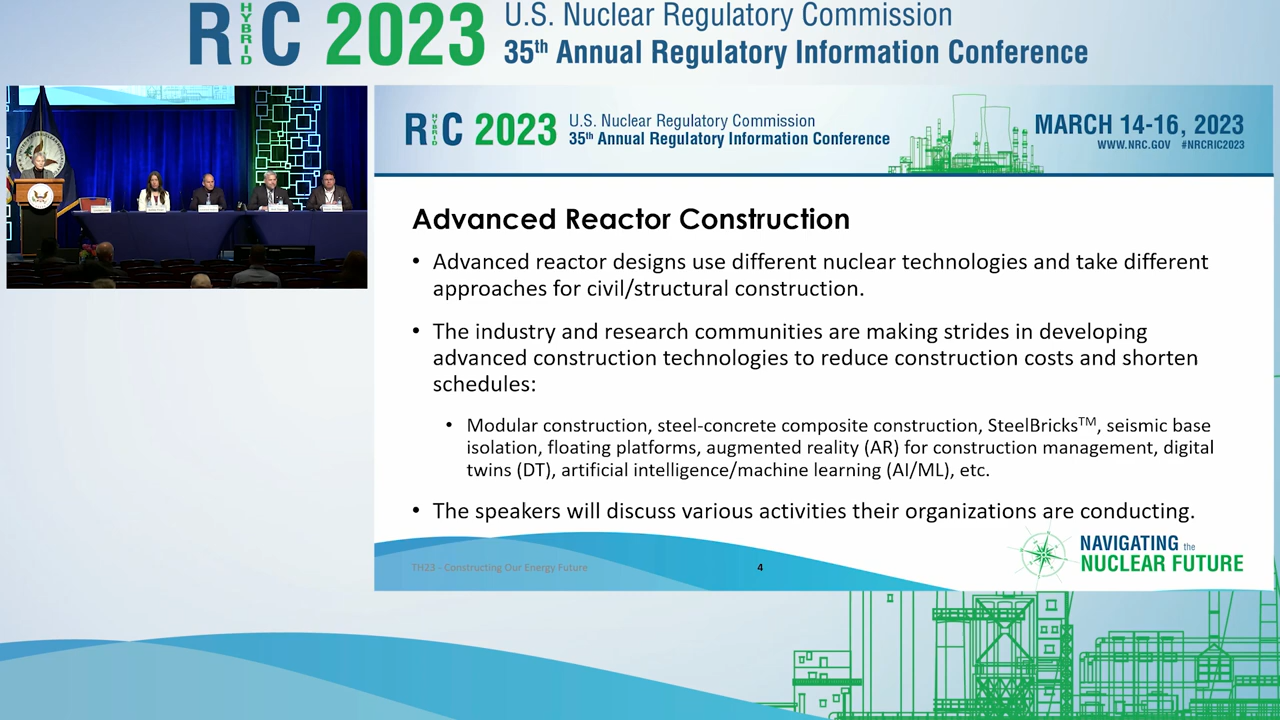 RIC 2023
HYBRID
U.S. Nuclear Regulatory Commission
35th Annual Regulatory Information Conference
RIC 2023
HYBRID
U.S. Nuclear Regulatory Commission
35th Annual Regulatory Information Conference
MARCH 14-16, 2023
WWW.NRC.GOV #NRCRIC2023
Advanced Reactor Construction
• Advanced reactor designs use different nuclear technologies and take different
approaches for civil/structural construction.
• The industry and research communities are making strides in developing
advanced construction technologies to reduce construction costs and shorten
schedules:
• Modular construction, steel-concrete composite construction, SteelBricksTM, seismic base
isolation, floating platforms, augmented reality (AR) for construction management, digital
twins (DT), artificial intelligence/machine learning (AI/ML), etc.
• The speakers will discuss various activities their organizations are conducting.
TH23 - Constructing Our Energy Future
4
NAVIGATING the
NUCLEAR FUTURE